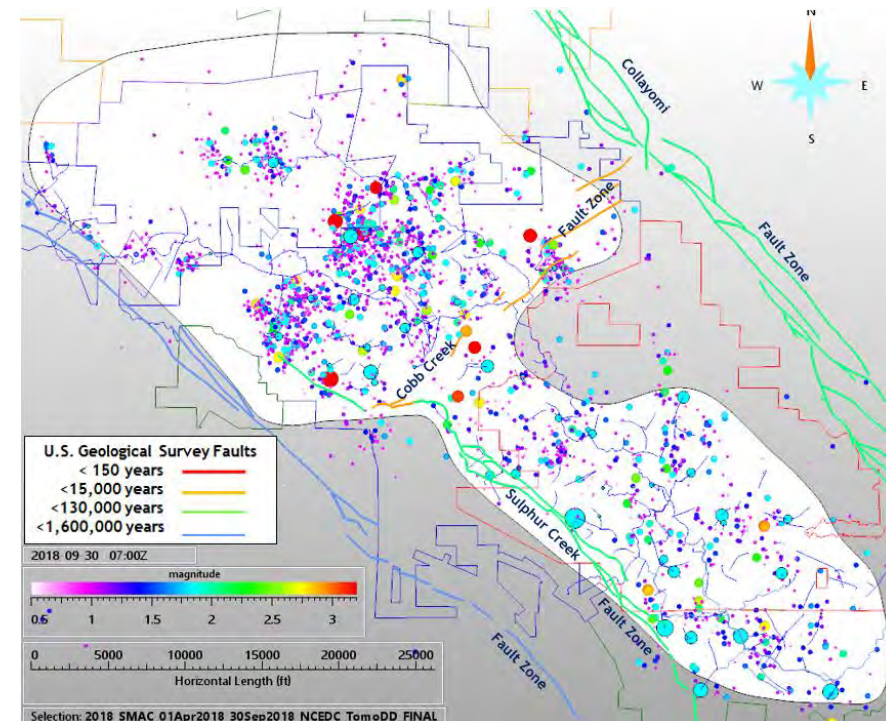 N
W E
S
Collayomi
Fault Zone
Fault Zone
Cobb Creek
Sulphur Creek
Fault Zone
Fault Zone
U.S. Geological Survey Faults
< 150 years
<15,000 years
<130,000 years
<1,600,000 years
2018 09 30 07:00Z
magnitude
0.5 1 1.5 2 2.5 3
0 5000 10000 15000 20000 25000
Horizontal Length (ft)
Selection: 2018_SMAC_01Apr2018_30Sep2018_NCEDC_TomoDD_FINAL